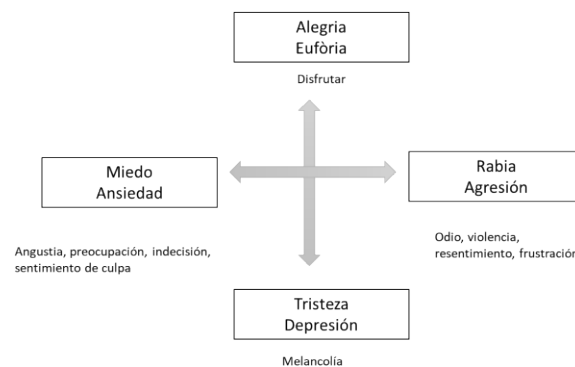 Alegria
Eufòria
Disfrutar
Miedo
Ansiedad
Rabia
Agresión
Angustia, preocupación, indecisión,
sentimiento de culpa
Odio, violencia,
resentimiento, frustración
Tristeza
Depresión
Melancolía